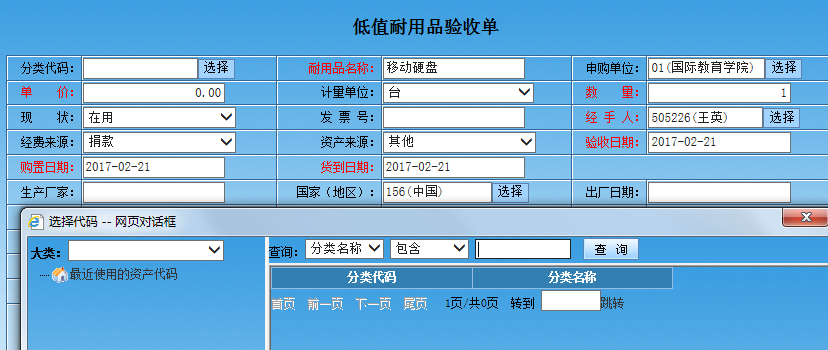 低值耐用品验收单
分类代码: 选择 耐用品名称: 移动硬盘 申购单位: 01(国际教育学院) 选择
单 价: 0.00 计量单位: 台 数 量: 1
现 状: 在用 发 票 号: 经 手 人: 505226(王英) 选择
经费来源: 捐款 资产来源: 其他 验收日期: 2017-02-21
购置日期: 2017-02-21 货到日期: 2017-02-21
生产厂家: 国家（地区）: 156(中国) 选择 出厂日期:
选择代码 -- 网页对话框
大类: 查询: 分类名称 包含 查 询
最近使用的资产代码
分类代码 分类名称
首页 前一页 下一页 尾页 1页/共0页 转到 跳转